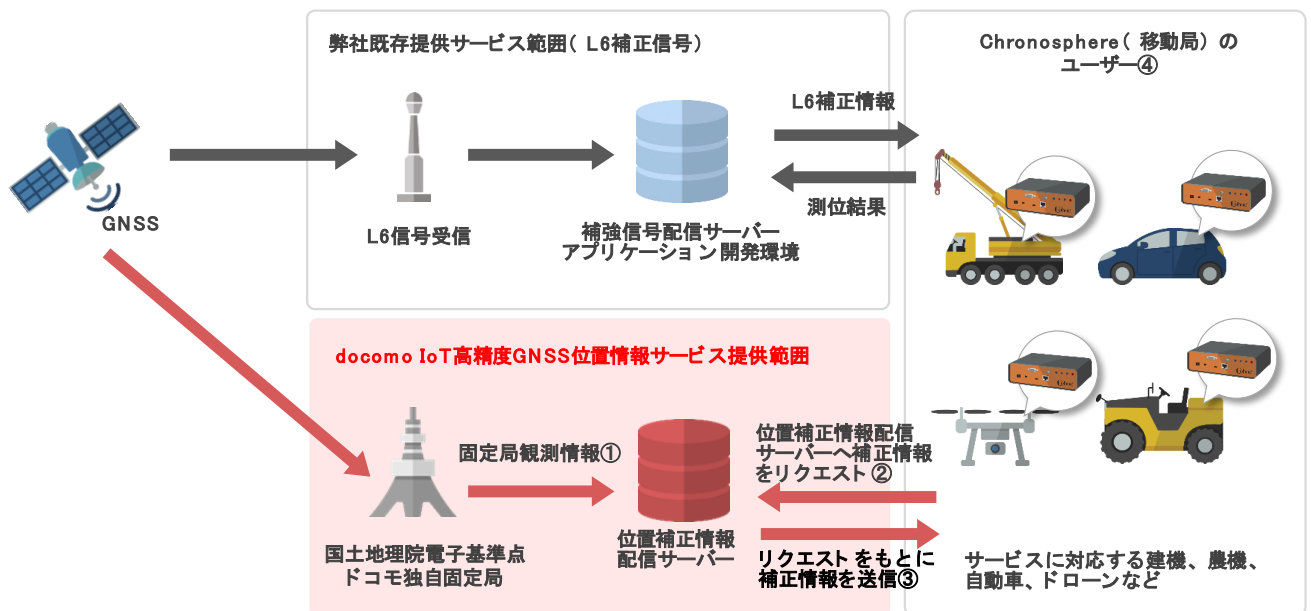 弊社既存提供サービス範囲（L6補正信号）
Chronosphere（移動局）の
ユーザー④
GNSS
L6信号受信
補強信号配信サーバー
アプリケーション開発環境
L6補正情報
測位結果
docomo IoT高精度GNSS位置情報サービス提供範囲
固定局観測情報①
国土地理院電子基準点
ドコモ独自固定局
位置補正情報
配信サーバー
位置補正情報配信
サーバーへ補正情報
をリクエスト②
リクエストをもとに
補正情報を送信③
サービスに対応する建機、農機、
自動車、ドローンなど